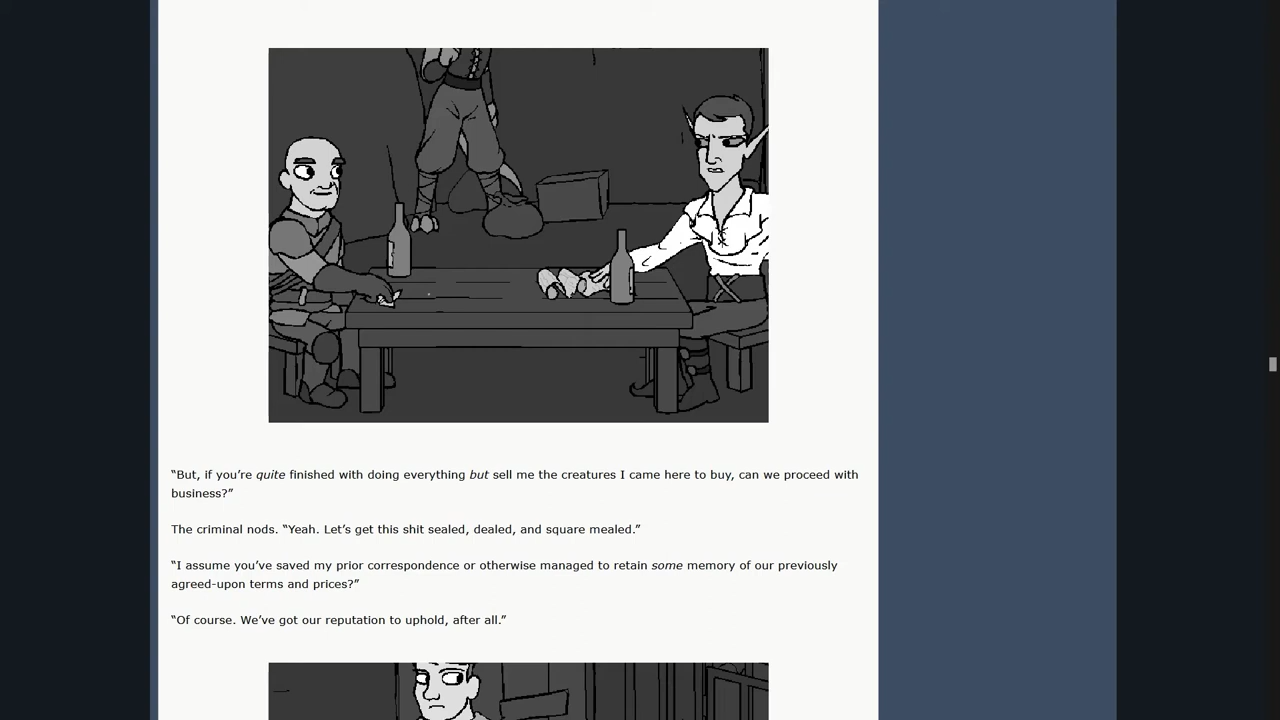 “But, if you’re quite finished with doing everything but sell me the creatures I came here to buy, can we proceed with
business?”
The criminal nods. “Yeah. Let’s get this shit sealed, dealed, and square mealed.”
“I assume you’ve saved my prior correspondence or otherwise managed to retain some memory of our previously
agreed-upon terms and prices?”
“Of course. We’ve got our reputation to uphold, after all.”